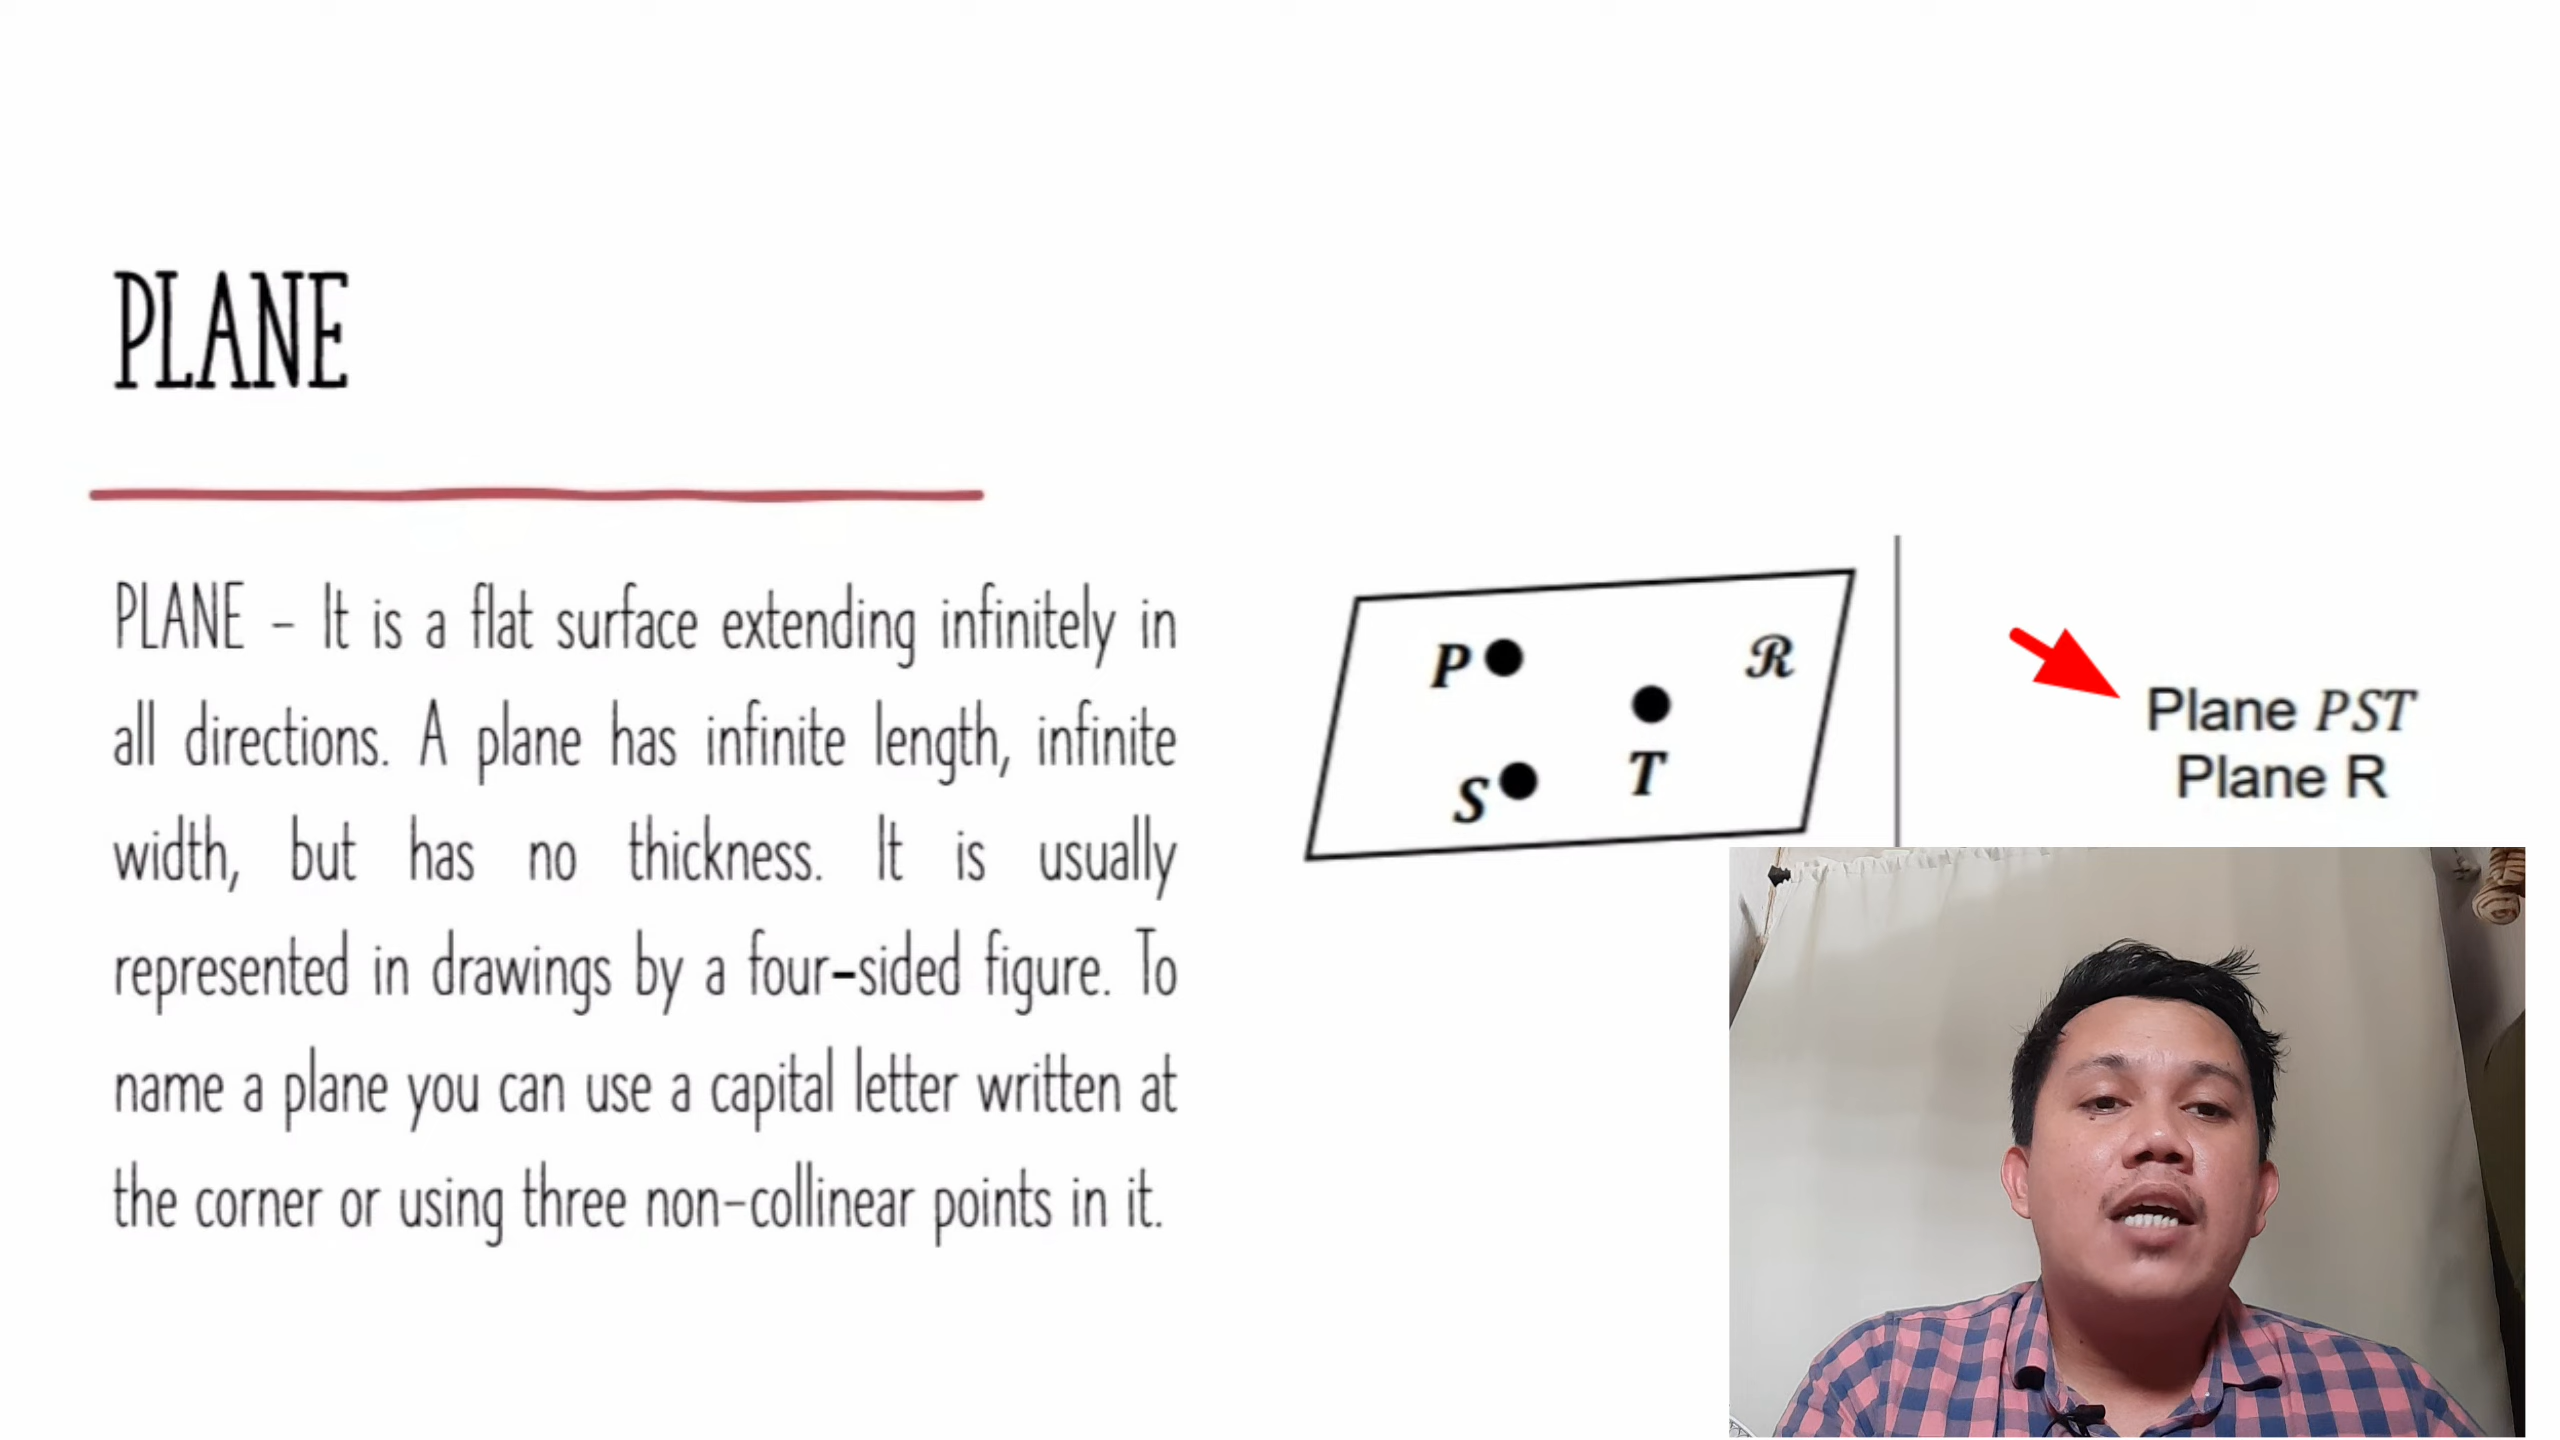 PLANE
PLANE - It is a flat surface extending infinitely in
all directions. A plane has infinite length, infinite
width, but has no thickness. It is usually
represented in drawings by a four-sided figure. To
name a plane you can use a capital letter written at
the corner or using three non-collinear points in it.
P
ℛ
S
T
Plane PST
Plane R